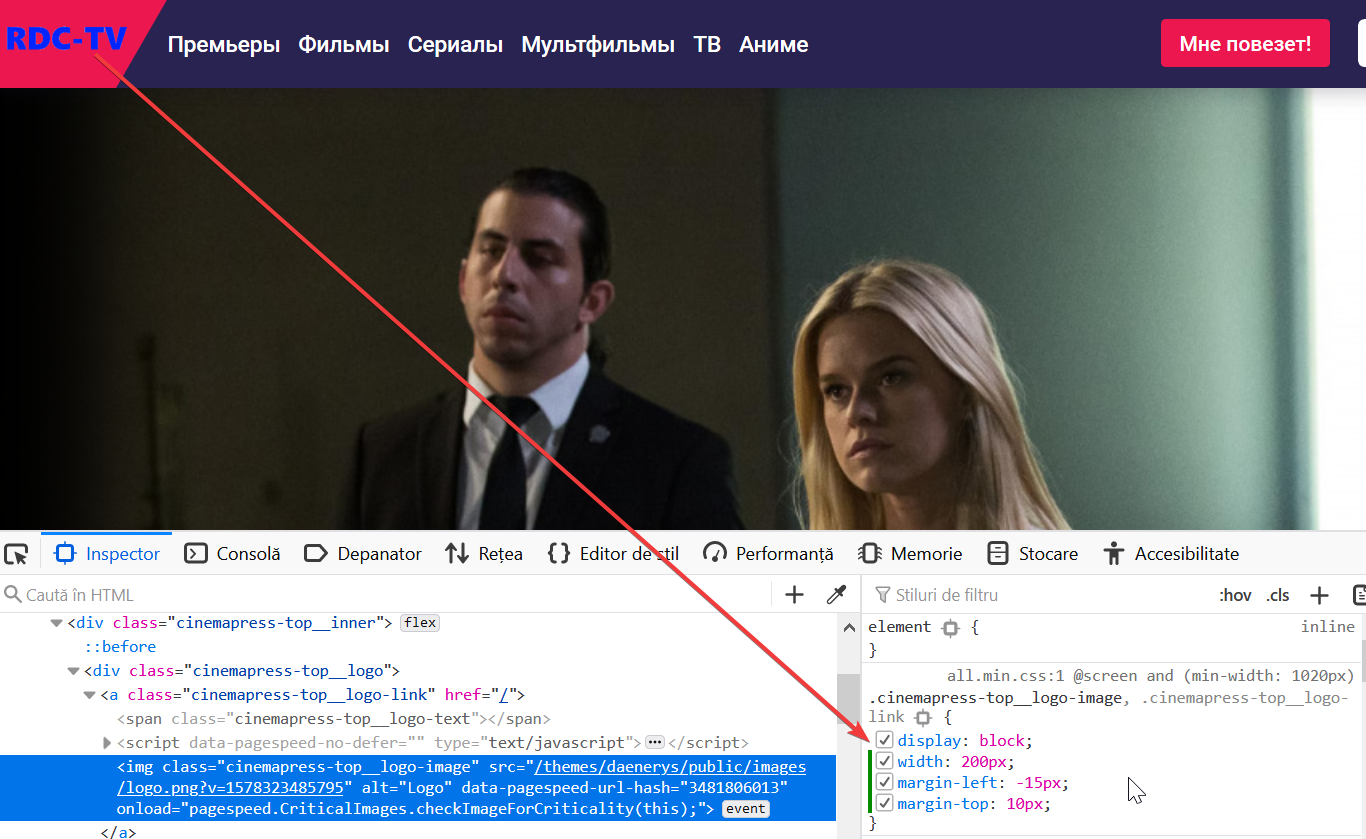 RDC-TV
Премьеры Фильмы Сериалы Мультфильмы ТВ Аниме
Мне повезет!
Inspector Consolă Depanator Rețea Editor de stil Performanță Memorie Stocare Accesibilitate
Caută în HTML
<div class="cinemapress-top__inner"> flex
::before
<div class="cinemapress-top__logo">
<a class="cinemapress-top__logo-link" href="/">
<span class="cinemapress-top__logo-text"></span>
<script data-pagespeed-no-defer="" type="text/javascript"> ••• </script>
<img class="cinemapress-top__logo-image" src="/themes/daenerys/public/images
/logo.png?v=1578323485795" alt="Logo" data-pagespeed-url-hash="3481806013"
onload="pagespeed.CriticalImages.checkImageForCriticality(this);"> event
</a>
Stiluri de filtru
:hov .cls +
element { inline
}
all.min.css:1 @screen and (min-width: 1020px)
.cinemapress-top__logo-image, .cinemapress-top__logo-
link {
display: block;
width: 200px;
margin-left: -15px;
margin-top: 10px;
}